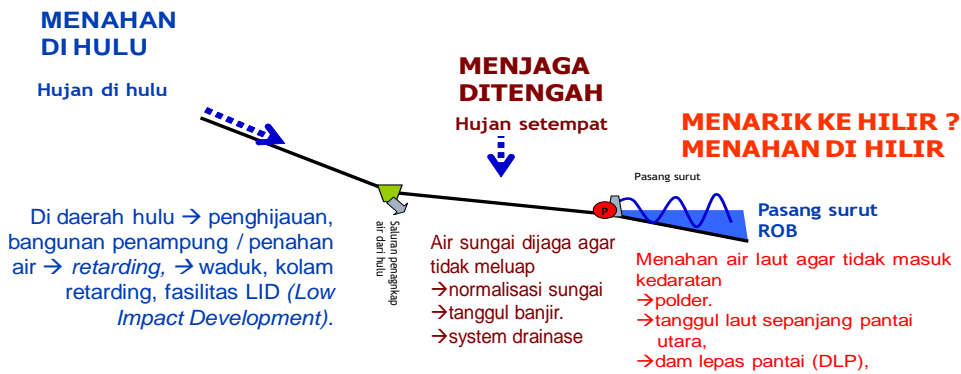 MENAHAN
DI HULU
Hujan di hulu
MENJAGA
DITENGAH
Hujan setempat
MENARIK KE HILIR ?
MENAHAN DI HILIR
Pasang surut
P
Pasang surut
ROB
Saluran penagnkap
air dari hulu
Di daerah hulu → penghijauan,
bangunan penampung / penahan
air → retarding, → waduk, kolam
retarding, fasilitas LID (Low
Impact Development).
Air sungai dijaga agar
tidak meluap
→normalisasi sungai
→tanggul banjir.
→system drainase
Menahan air laut agar tidak masuk
kedaratan
→polder.
→tanggul laut sepanjang pantai
utara,
→dam lepas pantai (DLP),